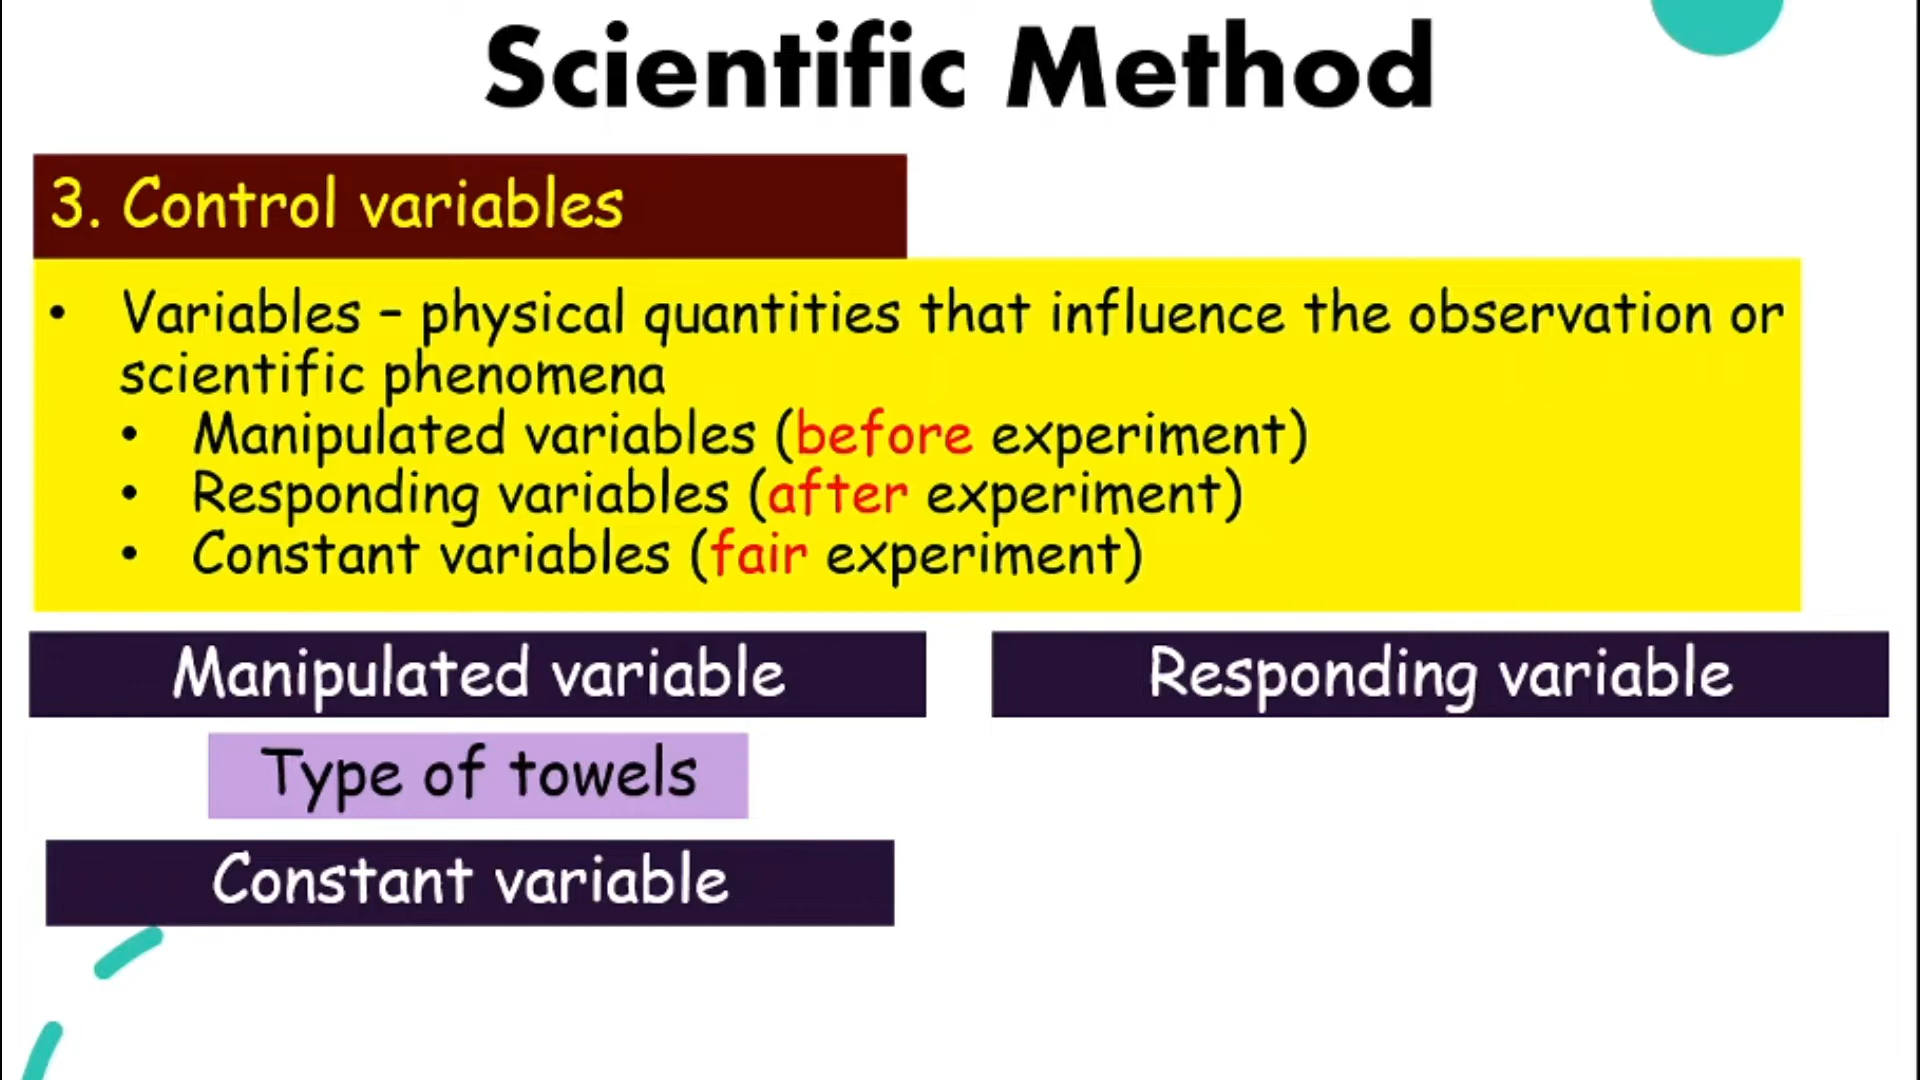 Scientific Method
3. Control variables
• Variables – physical quantities that influence the observation or
scientific phenomena
• Manipulated variables (before experiment)
• Responding variables (after experiment)
• Constant variables (fair experiment)
Manipulated variable
Responding variable
Type of towels
Constant variable